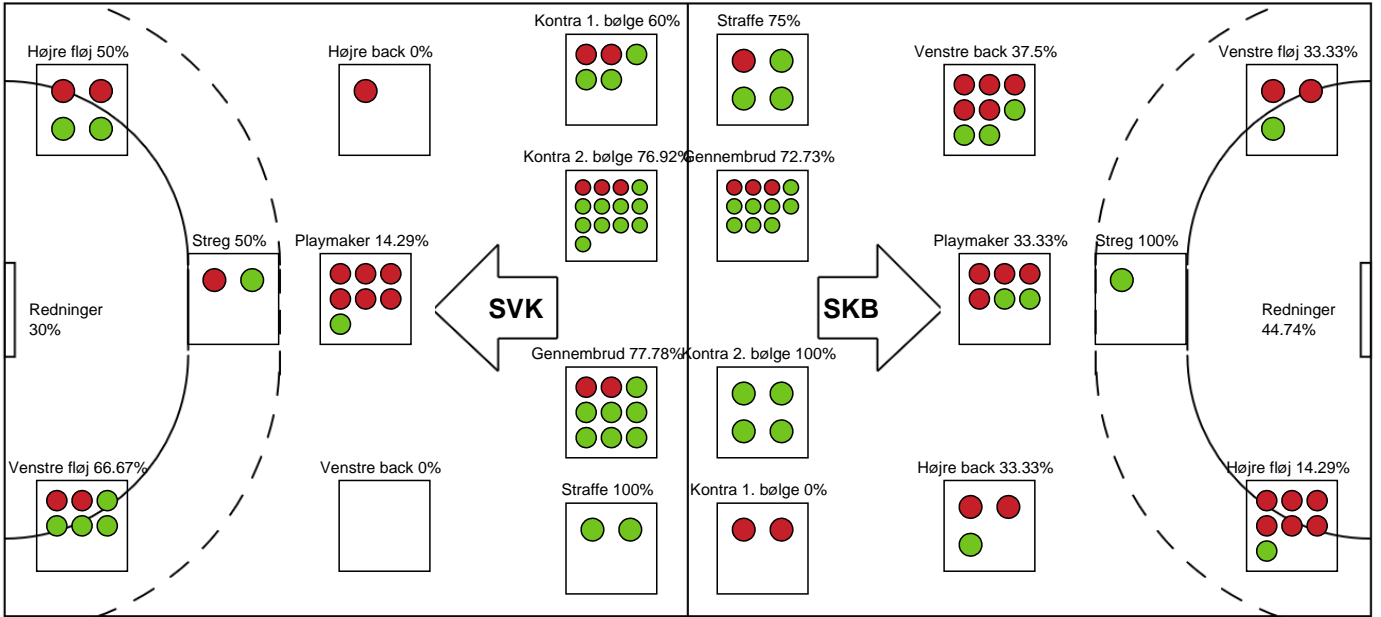 Kontra 1. bølge 60%
Straffe 75%
Højre fløj 50%
Højre back 0%
Venstre back 37.5%
Venstre fløj 33.33%
Kontra 2. bølge 76.92%
Gennembrud 72.73%
Streg 50%
Playmaker 14.29%
Playmaker 33.33%
Streg 100%
SVK
SKB
Redninger
30%
Redninger
44.74%
Gennembrud 77.78%
Kontra 2. bølge 100%
Venstre fløj 66.67%
Venstre back 0%
Straffe 100%
Kontra 1. bølge 0%
Højre back 33.33%
Højre fløj 14.29%